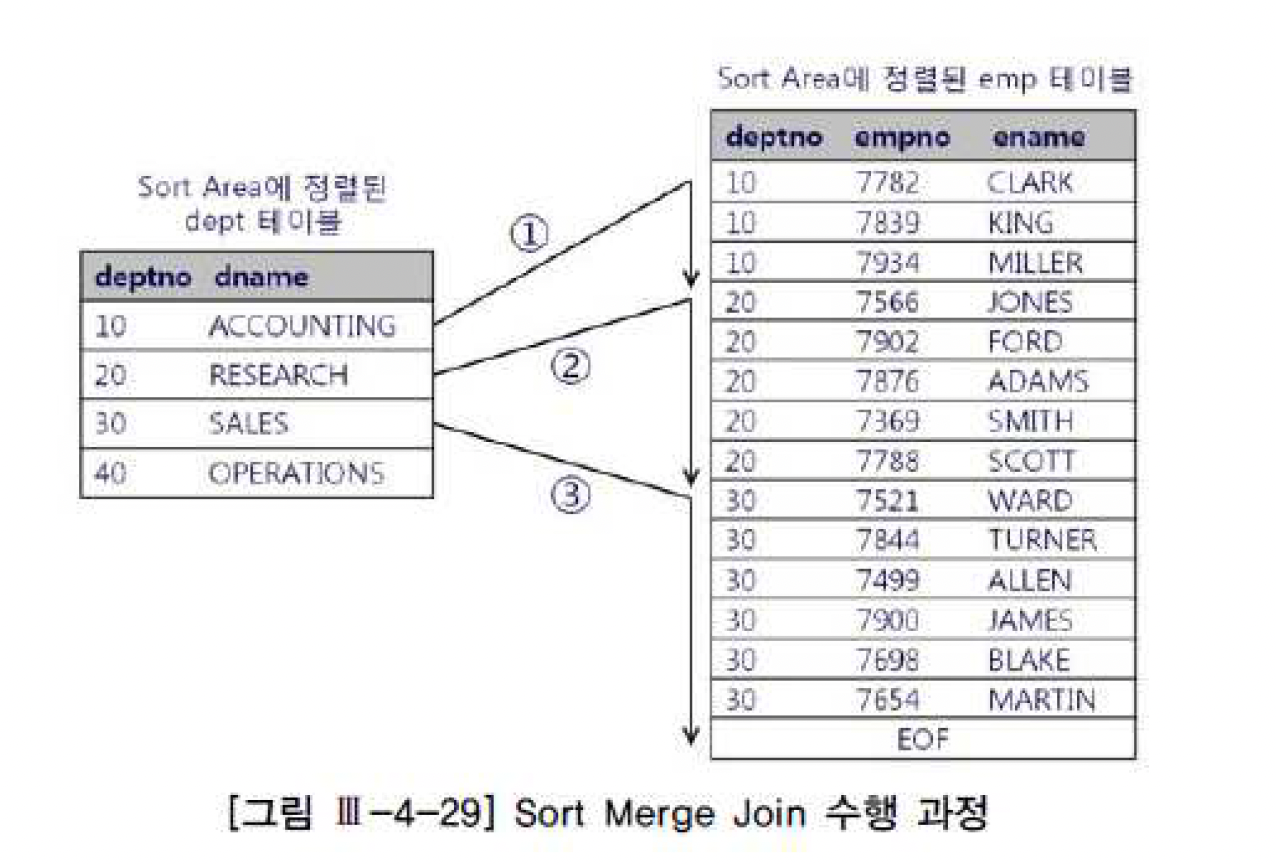 Sort Area에 정렬된
dept 테이블
deptno dname
10 ACCOUNTING
20 RESEARCH
30 SALES
40 OPERATIONS
①
②
③
Sort Area에 정렬된 emp 테이블
deptno empno ename
10 7782 CLARK
10 7839 KING
10 7934 MILLER
20 7566 JONES
20 7902 FORD
20 7876 ADAMS
20 7369 SMITH
20 7788 SCOTT
30 7521 WARD
30 7844 TURNER
30 7499 ALLEN
30 7900 JAMES
30 7698 BLAKE
30 7654 MARTIN
EOF
[그림 Ⅲ-4-29] Sort Merge Join 수행 과정